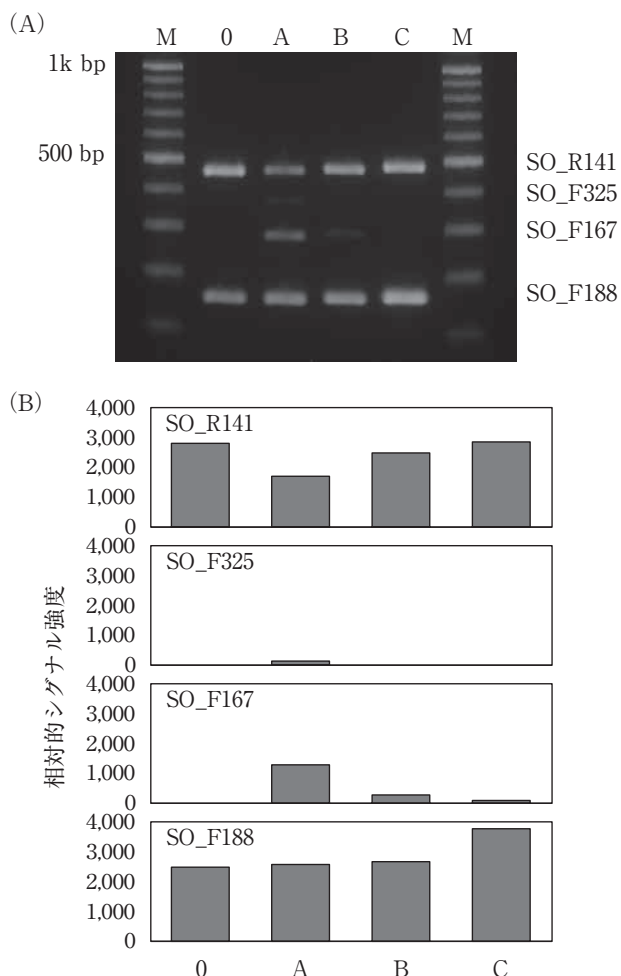 (A)
M 0 A B C M
1k bp
500 bp
SO_R141
SO_F325
SO_F167
SO_F188
(B)
相対的シグナル強度
SO_R141
4,000
3,000
2,000
1,000
0
SO_F325
4,000
3,000
2,000
1,000
0
SO_F167
4,000
3,000
2,000
1,000
0
SO_F188
4,000
3,000
2,000
1,000
0
0 A B C